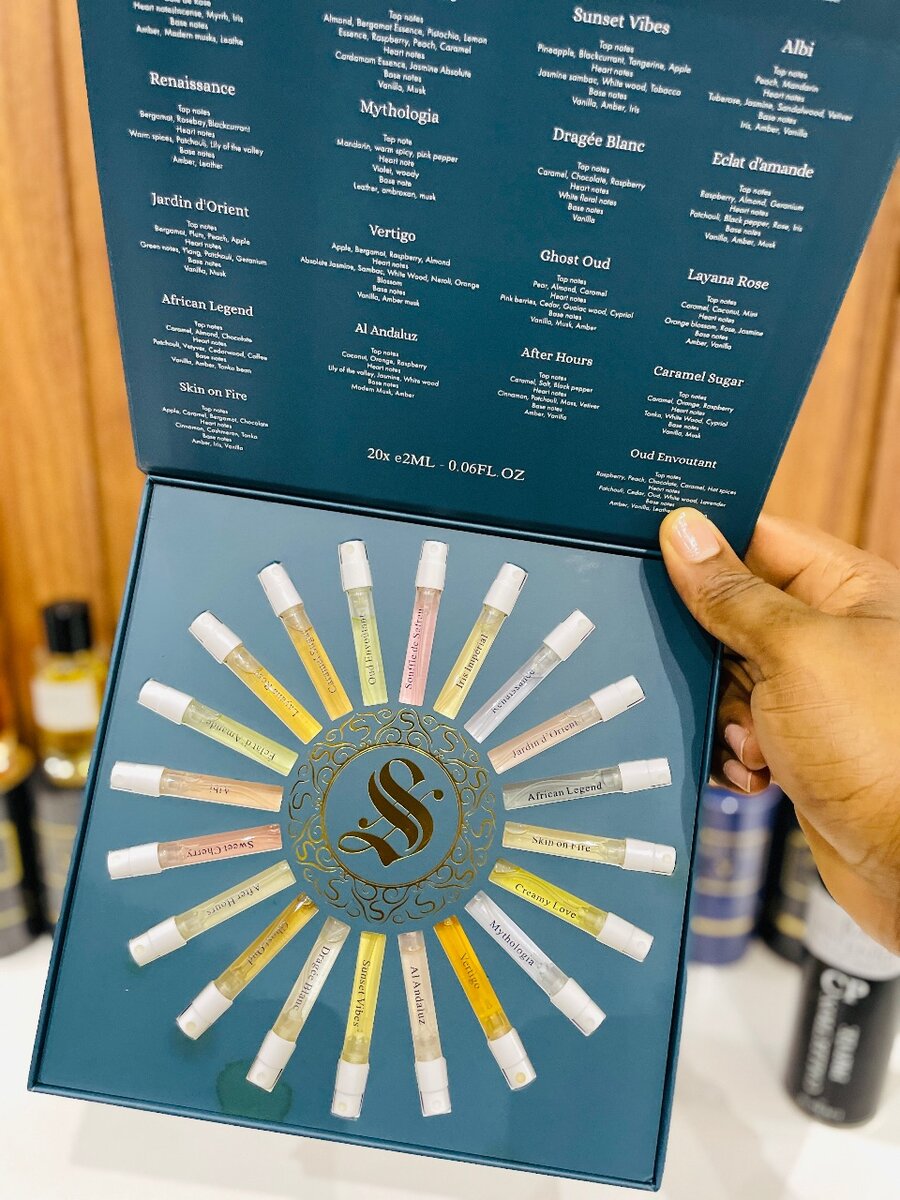 Heart notesIncense, Myrrh, Iris
Base notes
Amber, Modern musks, Leathe
Renaissance
Top notes
Bergamot, Rosebay,Blackcurrant
Heart notes
Warm spices, Patchouli, Lily of the valley
Base notes
Amber, Leather
Jardin d'Orient
Top notes
Bergamot, Plum, Peach, Apple
Heart notes
Green notes, Ylang, Patchouli, Geranium
Base notes
Vanilla, Musk
African Legend
Top notes
Caramel, Almond, Chocolate
Heart notes
Patchouli, Vetyver, Cedarwood, Coffee
Base notes
Vanilla, Amber, Tonka bean
Skin on Fire
Top notes
Apple, Caramel, Bergamot, Chocolate
Heart notes
Cinnamon, Cashmeran, Tonka
Base notes
Amber, Iris, Vanilla
Almond, Bergamot Essence, Pistachio, Lemon
Essence, Raspberry, Peach, Caramel
Heart notes
Cardamom Essence, Jasmine Absolute
Base notes
Vanilla, Musk
Mythologia
Top note
Mandarin, warm spicy, pink pepper
Heart note
Violet, woody
Base note
Leather, ambroxan, musk
Vertigo
Apple, Bergamot, Raspberry, Almond
Heart notes
Absolute Jasmine, Sambac, White Wood, Neroli, Orange
Blossom
Base notes
Vanilla, Amber musk
Al Andaluz
Top notes
Coconut, Orange, Raspberry
Heart notes
Lily of the valley, Jasmine, White wood
Base notes
Modern Musk, Amber
Sunset Vibes
Top notes
Pineapple, Blackcurrant, Tangerine, Apple
Heart notes
Jasmine sambac, White wood, Tobacco
Base notes
Vanilla, Amber, Iris
Dragée Blanc
Top notes
Caramel, Chocolate, Raspberry
Heart notes
White floral notes
Base notes
Vanilla
Ghost Oud
Top notes
Pear, Almond, Caramel
Heart notes
Pink berries, Cedar, Guaiac wood, Cypriol
Base notes
Vanilla, Musk, Amber
After Hours
Top notes
Caramel, Salt, Black pepper
Heart notes
Cinnamon, Patchouli, Moss, Vetiver
Base notes
Amber, Vanilla
Albi
Top notes
Peach, Mandarin
Heart notes
Tuberose, Jasmine, Sandalwood, Vetiver
Base notes
Iris, Amber, Vanilla
Eclat d'amande
Top notes
Raspberry, Almond, Geranium
Heart notes
Patchouli, Black pepper, Rose, Iris
Base notes
Vanilla, Amber, Musk
Layana Rose
Top notes
Caramel, Coconut, Mint
Heart notes
Orange blossom, Rose, Jasmine
Base notes
Amber, Vanilla
Caramel Sugar
Top notes
Caramel, Orange, Raspberry
Heart notes
Tonka, White Wood, Cypriol
Base notes
Vanilla, Musk
Oud Envoutant
Top notes
Raspberry, Peach, Chocolate, Caramel, Hot spices
Heart notes
Patchouli, Cedar, Oud, White wood, Lavender
Base notes
Amber, Vanilla, Leather
20x e2ML - 0.06FL.OZ
Oud Envoutant
Souffle de Safran
Iris Imperial
Renaissance
Jardin d'Orient
African Legend
Skin on Fire
Creamy Love
Mythologia
Vertigo
Al Andaluz
Sunset Vibes
Dragée Blanc
Ghost Oud
After Hours
Sweet Cherry
Albi
Eclat d'Amande
Layana Rose
Caramel Sugar
S